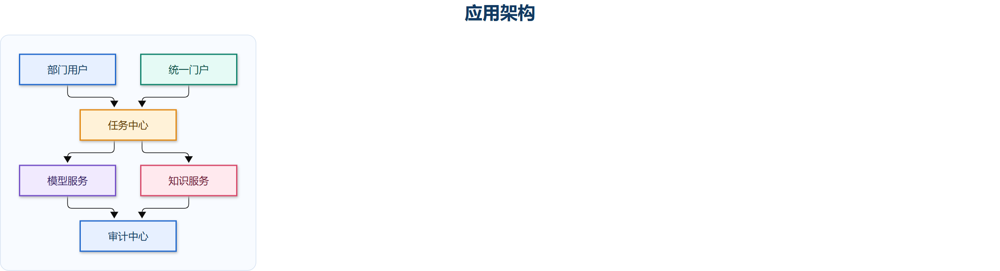 应用架构
部门用户
统一门户
任务中心
模型服务
知识服务
审计中心